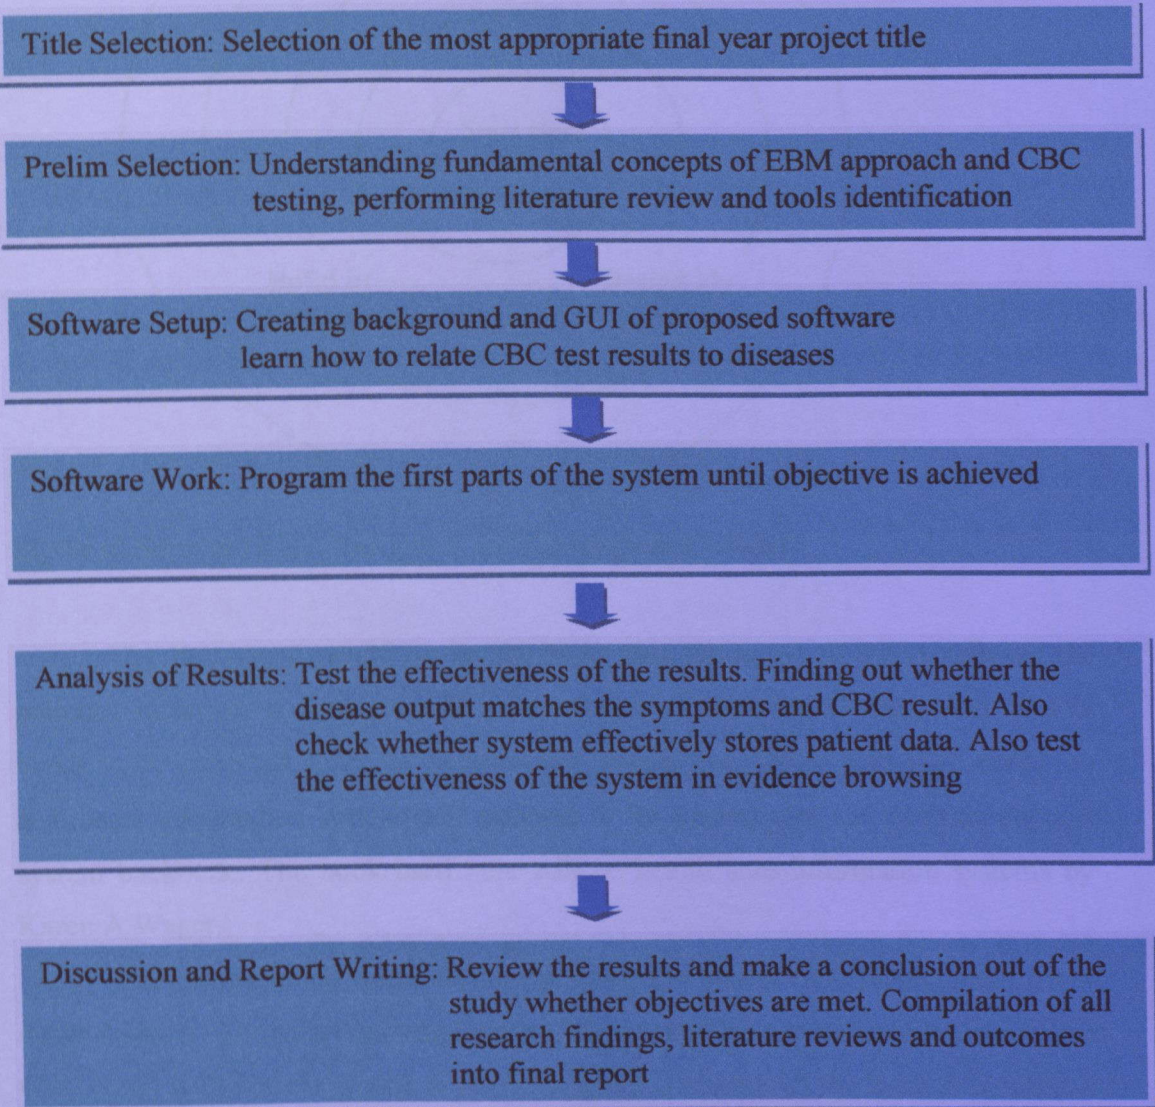 Title Selection: Selection of the most appropriate final year project title
Prelim Selection: Understanding fundamental concepts of EBM approach and CBC
testing, performing literature review and tools identification
Software Setup: Creating background and GUI of proposed software
learn how to relate CBC test results to diseases
Software Work: Program the first parts of the system until objective is achieved
Analysis of Results: Test the effectiveness of the results. Finding out whether the
disease output matches the symptoms and CBC result. Also
check whether system effectively stores patient data. Also test
the effectiveness of the system in evidence browsing
Discussion and Report Writing: Review the results and make a conclusion out of the
study whether objectives are met. Compilation of all
research findings, literature reviews and outcomes
into final report